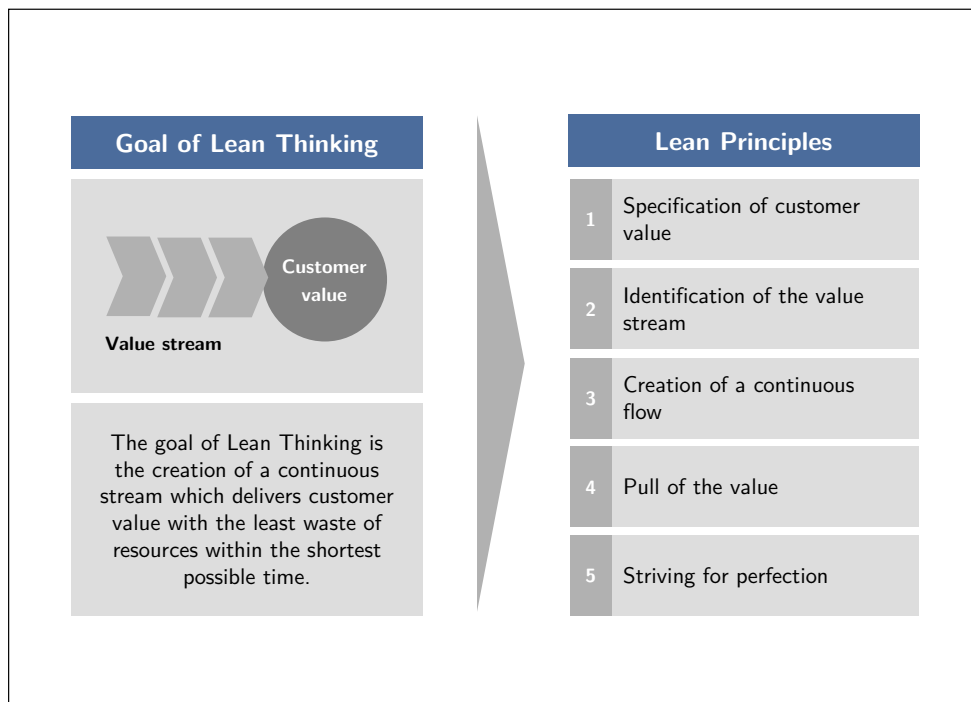 Goal of Lean Thinking
Customer
value
Value stream
The goal of Lean Thinking is
the creation of a continuous
stream which delivers customer
value with the least waste of
resources within the shortest
possible time.
Lean Principles
1
Specification of customer
value
2
Identification of the value
stream
3
Creation of a continuous
flow
4
Pull of the value
5
Striving for perfection